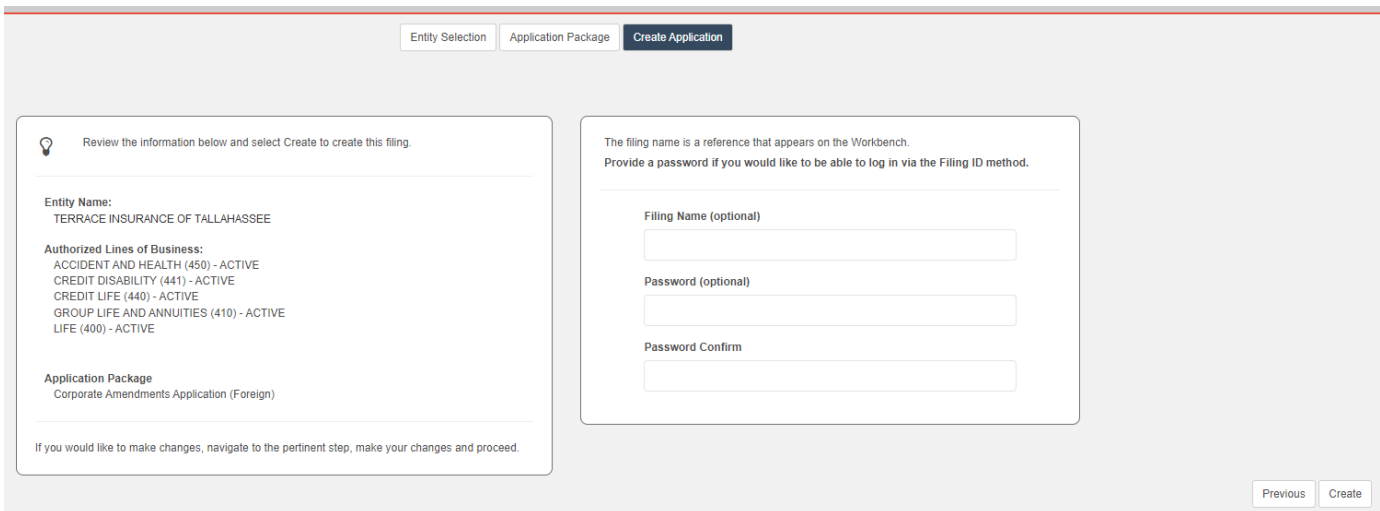 Entity Selection
Application Package
Create Application
Review the information below and select Create to create this filing.
Entity Name:
TERRACE INSURANCE OF TALLAHASSEE
Authorized Lines of Business:
ACCIDENT AND HEALTH (450) - ACTIVE
CREDIT DISABILITY (441) - ACTIVE
CREDIT LIFE (440) - ACTIVE
GROUP LIFE AND ANNUITIES (410) - ACTIVE
LIFE (400) - ACTIVE
Application Package
Corporate Amendments Application (Foreign)
If you would like to make changes, navigate to the pertinent step, make your changes and proceed.
The filing name is a reference that appears on the Workbench.
Provide a password if you would like to be able to log in via the Filing ID method.
Filing Name (optional)
Password (optional)
Password Confirm
Previous
Create